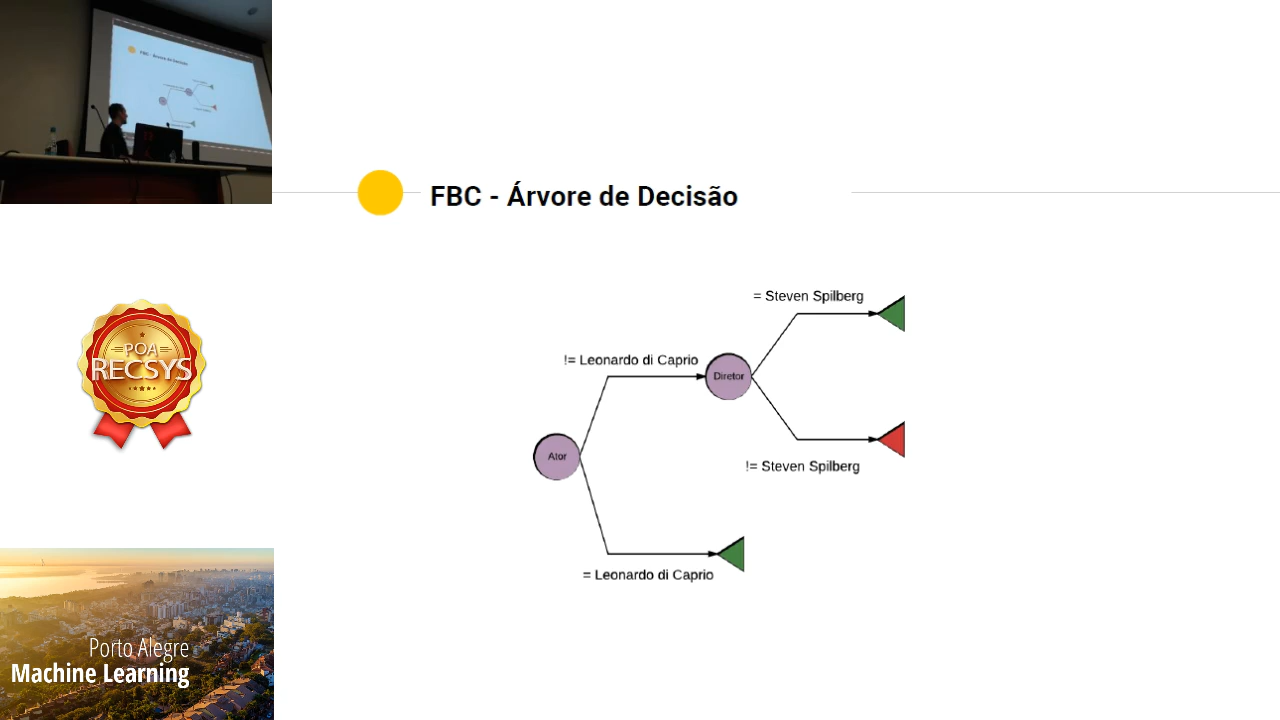 FBC - Árvore de Decisão
= Steven Spilberg
!= Leonardo di Caprio
Diretor
Ator
!= Steven Spilberg
= Leonardo di Caprio
POA
RECSYS
Porto Alegre
Machine Learning